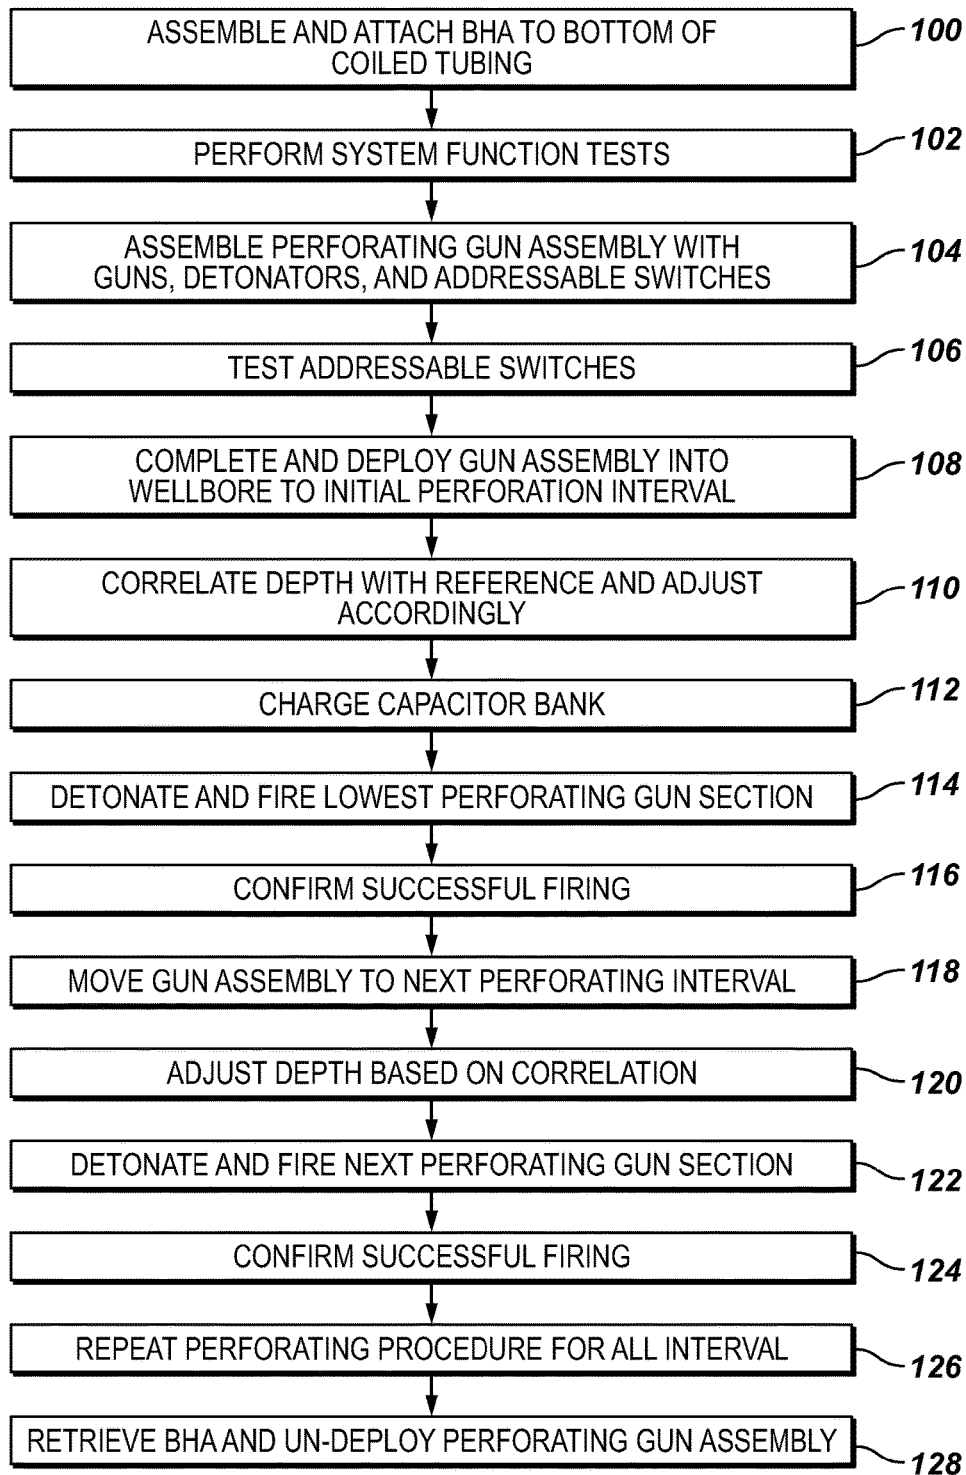 ASSEMBLE AND ATTACH BHA TO BOTTOM OF
COILED TUBING
100
PERFORM SYSTEM FUNCTION TESTS
102
ASSEMBLE PERFORATING GUN ASSEMBLY WITH
GUNS, DETONATORS, AND ADDRESSABLE SWITCHES
104
TEST ADDRESSABLE SWITCHES
106
COMPLETE AND DEPLOY GUN ASSEMBLY INTO
WELLBORE TO INITIAL PERFORATION INTERVAL
108
CORRELATE DEPTH WITH REFERENCE AND ADJUST
ACCORDINGLY
110
CHARGE CAPACITOR BANK
112
DETONATE AND FIRE LOWEST PERFORATING GUN SECTION
114
CONFIRM SUCCESSFUL FIRING
116
MOVE GUN ASSEMBLY TO NEXT PERFORATING INTERVAL
118
ADJUST DEPTH BASED ON CORRELATION
120
DETONATE AND FIRE NEXT PERFORATING GUN SECTION
122
CONFIRM SUCCESSFUL FIRING
124
REPEAT PERFORATING PROCEDURE FOR ALL INTERVAL
126
RETRIEVE BHA AND UN-DEPLOY PERFORATING GUN ASSEMBLY
128